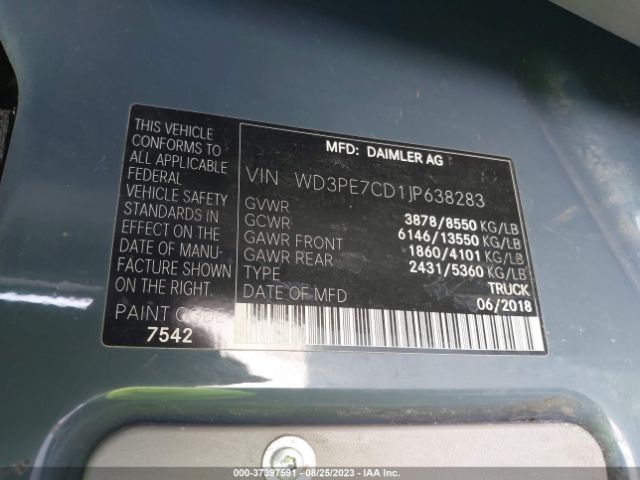 THIS VEHICLE
CONFORMS TO
ALL APPLICABLE
FEDERAL
VEHICLE SAFETY
STANDARDS IN
EFFECT ON THE
DATE OF MANU-
FACTURE SHOWN
ON THE RIGHT.
PAINT CODE
7542
MFD: DAIMLER AG
VIN WD3PE7CD1JP638283
GVWR 3878/8550 KG/LB
GCWR 6146/13550 KG/LB
GAWR FRONT 1860/4101 KG/LB
GAWR REAR 2431/5360 KG/LB
TYPE TRUCK
DATE OF MFD 06/2018
000-37397591 - 08/25/2023 - IAA Inc.